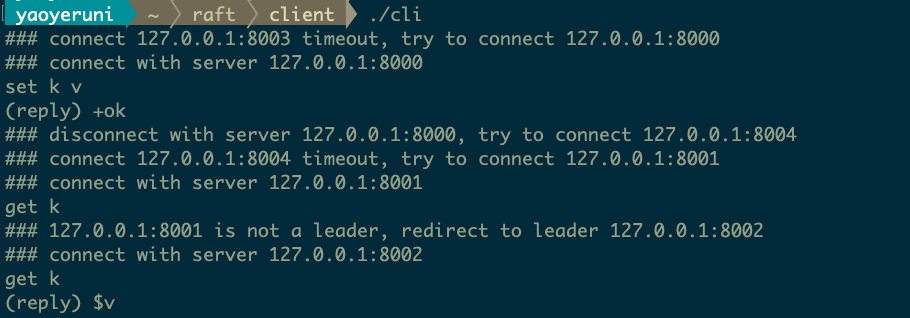 yaoyeruni ~ raft client ./cli
### connect 127.0.0.1:8003 timeout, try to connect 127.0.0.1:8000
### connect with server 127.0.0.1:8000
set k v
(reply) +ok
### disconnect with server 127.0.0.1:8000, try to connect 127.0.0.1:8004
### connect 127.0.0.1:8004 timeout, try to connect 127.0.0.1:8001
### connect with server 127.0.0.1:8001
get k
### 127.0.0.1:8001 is not a leader, redirect to leader 127.0.0.1:8002
### connect with server 127.0.0.1:8002
get k
(reply) $v